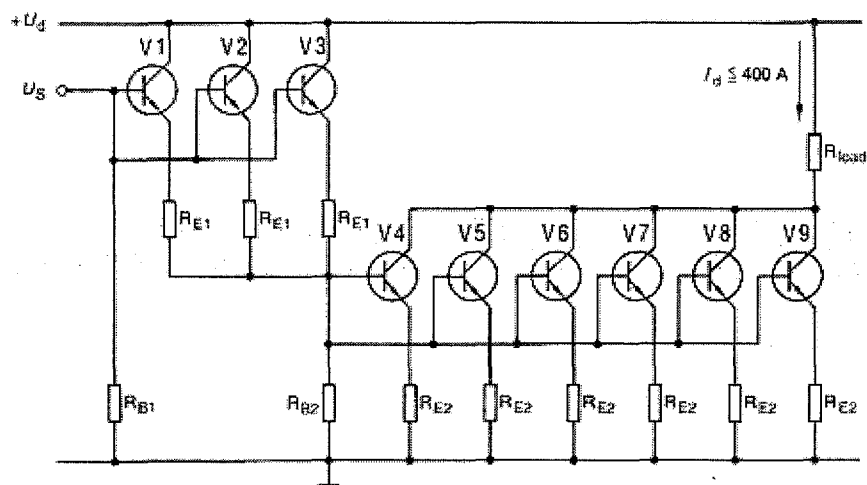 +U_d
V1 V2 V3
U_S
I_d ≦ 400 A
R_load
R_E1 R_E1 R_E1
V4 V5 V6 V7 V8 V9
R_B1 R_B2 R_E2 R_E2 R_E2 R_E2 R_E2 R_E2